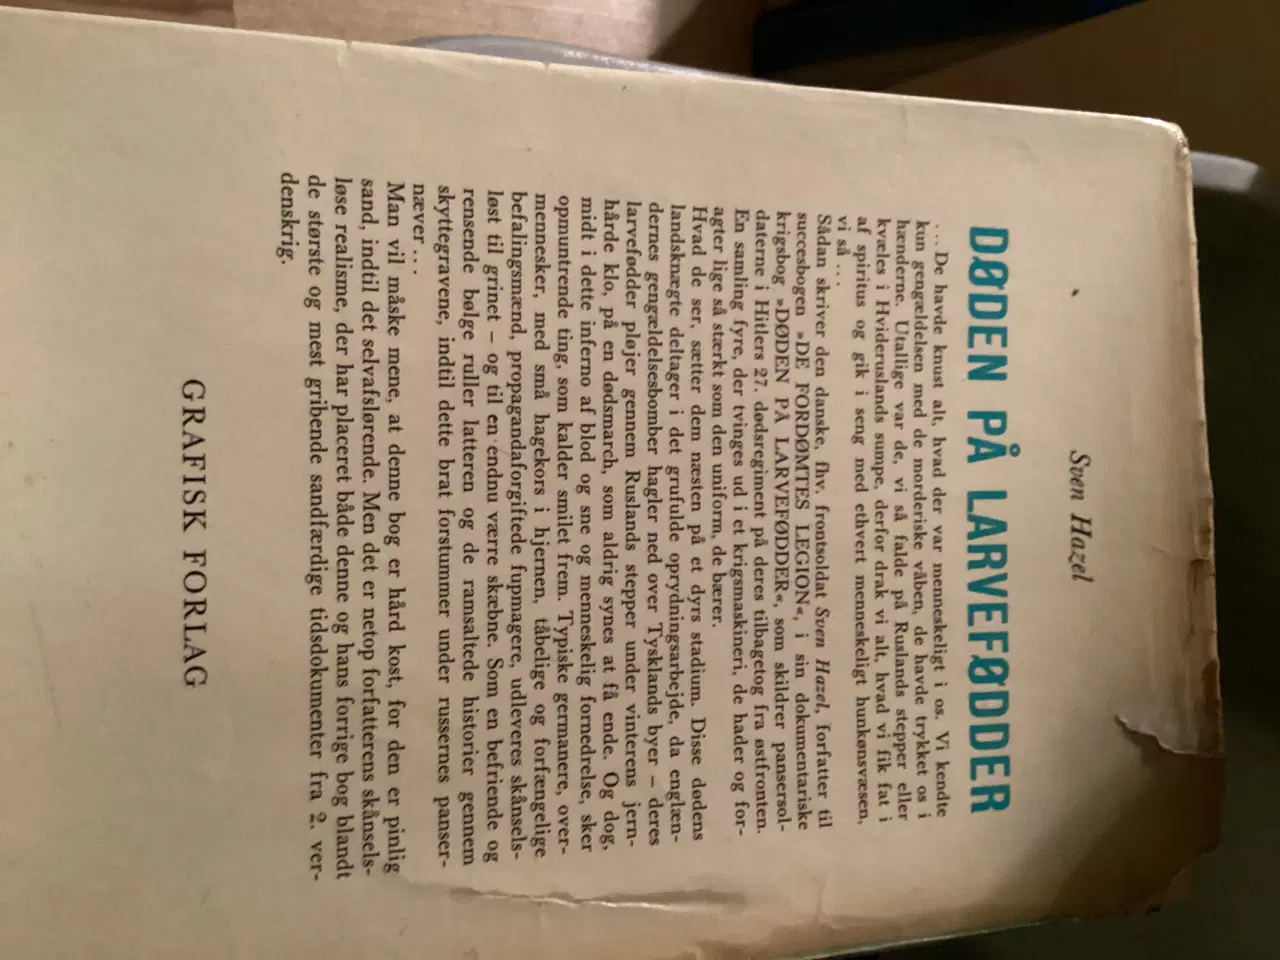 Sven Hazel
DØDEN PÅ LARVEFØDDER
... De havde knust alt, hvad der var menneskeligt i os. Vi kendte
kun gengældelsen med de morderiske våben, de havde trykket os i
hænderne. Utallige var de, vi så falde på Ruslands stepper eller
kvæles i Hvideruslands sumpe, derfor drak vi alt, hvad vi fik fat i
af spiritus og gik i seng med ethvert menneskeligt hunkønsvæsen,
vi så ...
Sådan skriver den danske, fhv. frontsoldat Sven Hazel, forfatter til
succesbogen »DE FORDØMTES LEGION«, i sin dokumentariske
krigsbog »DØDEN PÅ LARVEFØDDER«, som skildrer pansersol-
daterne i Hitlers 27. dødsregiment på deres tilbagetog fra østfronten.
En samling fyre, der tvinges ud i et krigsmaskineri, de hader og for-
agter lige så stærkt som den uniform, de bærer.
Hvad de ser, sætter dem næsten på et dyrs stadium. Disse dødens
landsknægte deltager i det grufulde oprydningsarbejde, da englæn-
dernes gengældelsesbomber hagler ned over Tysklands byer – deres
larvefødder pløjer gennem Ruslands stepper under vinterens jern-
hårde klo, på en dødsmarch, som aldrig synes at få ende. Og dog,
midt i dette inferno af blod og sne og menneskelig fornedrelse, sker
opmuntrende ting, som kalder smilet frem. Typiske germanere, over-
mennesker, med små hagekors i hjernen, tåbelige og forfængelige
befalingsmænd, propagandaforgiftede fupmagere, udleveres skånsels-
løst til grinet – og til en endnu værre skæbne. Som en befriende og
rensende bølge ruller latteren og de ramsaltede historier gennem
skyttegravene, indtil dette brat forstummer under russernes panser-
næver ...
Man vil måske mene, at denne bog er hård kost, for den er pinlig
sand, indtil det selvafslørende. Men det er netop forfatterens skånsels-
løse realisme, der har placeret både denne og hans forrige bog blandt
de største og mest gribende sandfærdige tidsdokumenter fra 2. ver-
denskrig.
GRAFISK FORLAG